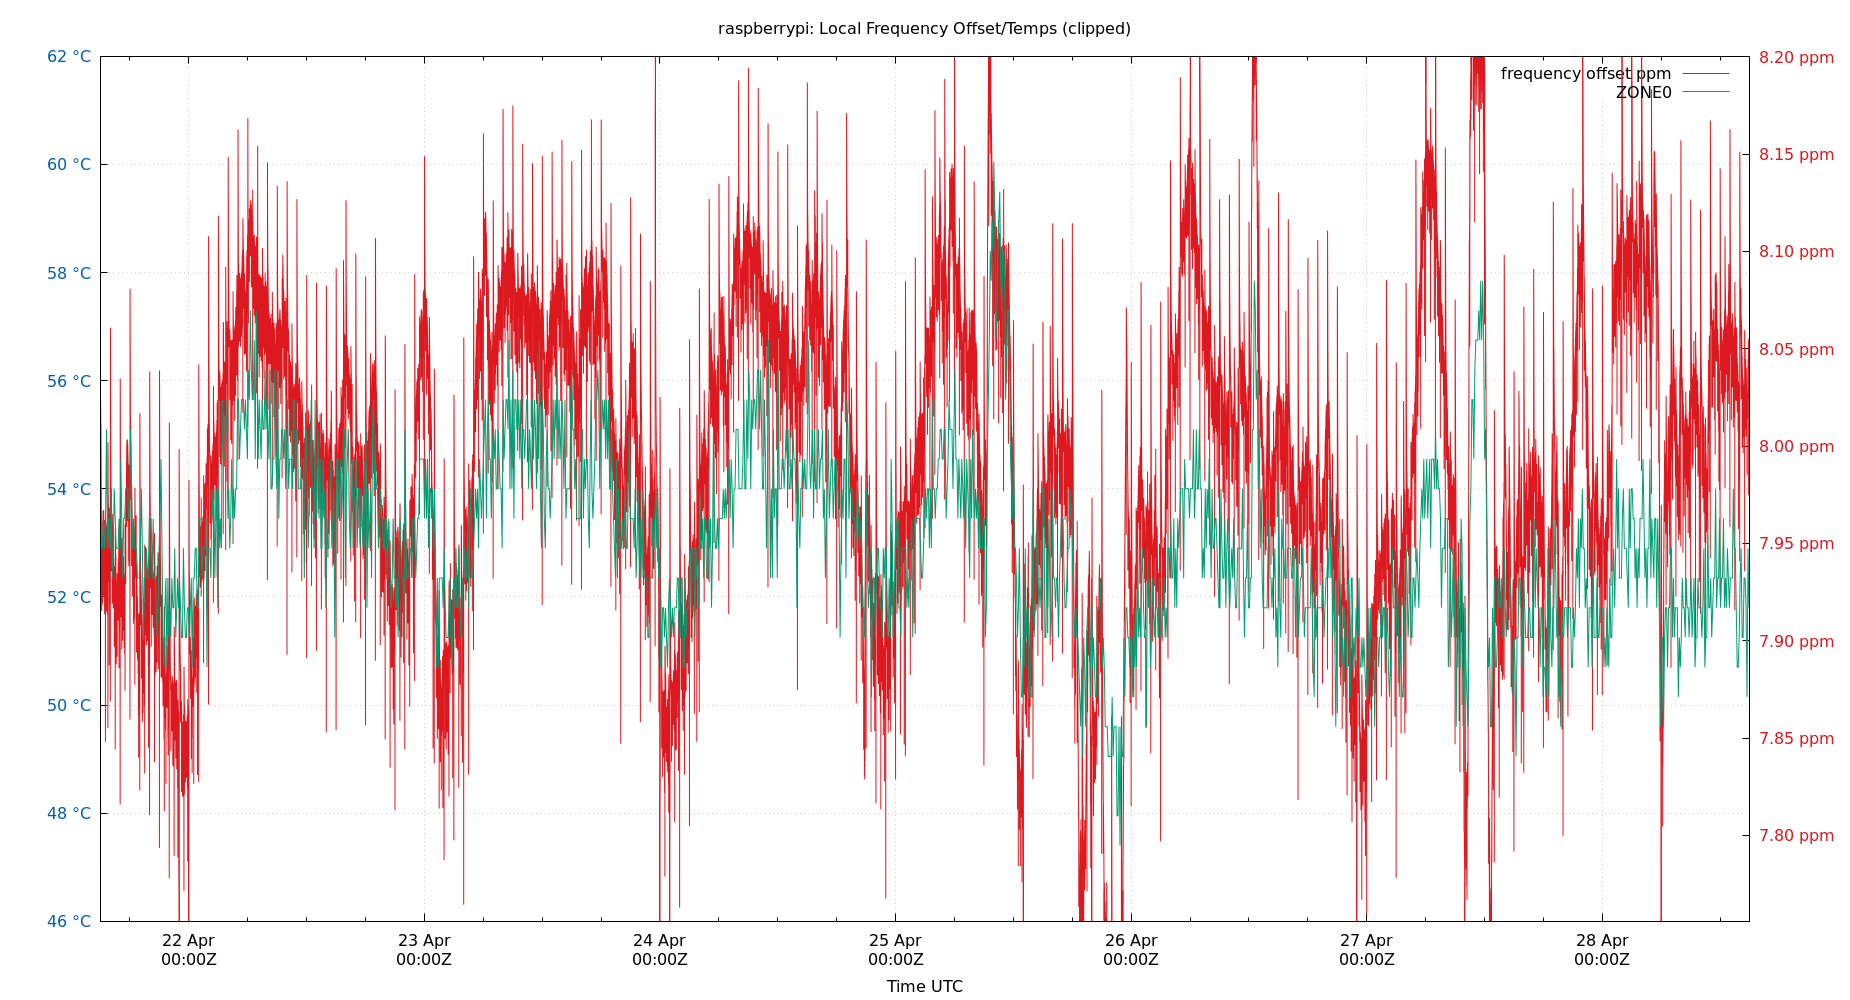 raspberrypi: Local Frequency Offset/Temps (clipped)
62 °C
60 °C
58 °C
56 °C
54 °C
52 °C
50 °C
48 °C
46 °C
8.20 ppm
8.15 ppm
8.10 ppm
8.05 ppm
8.00 ppm
7.95 ppm
7.90 ppm
7.85 ppm
7.80 ppm
frequency offset ppm
ZONE0
22 Apr
00:00Z
23 Apr
00:00Z
24 Apr
00:00Z
25 Apr
00:00Z
26 Apr
00:00Z
27 Apr
00:00Z
28 Apr
00:00Z
Time UTC